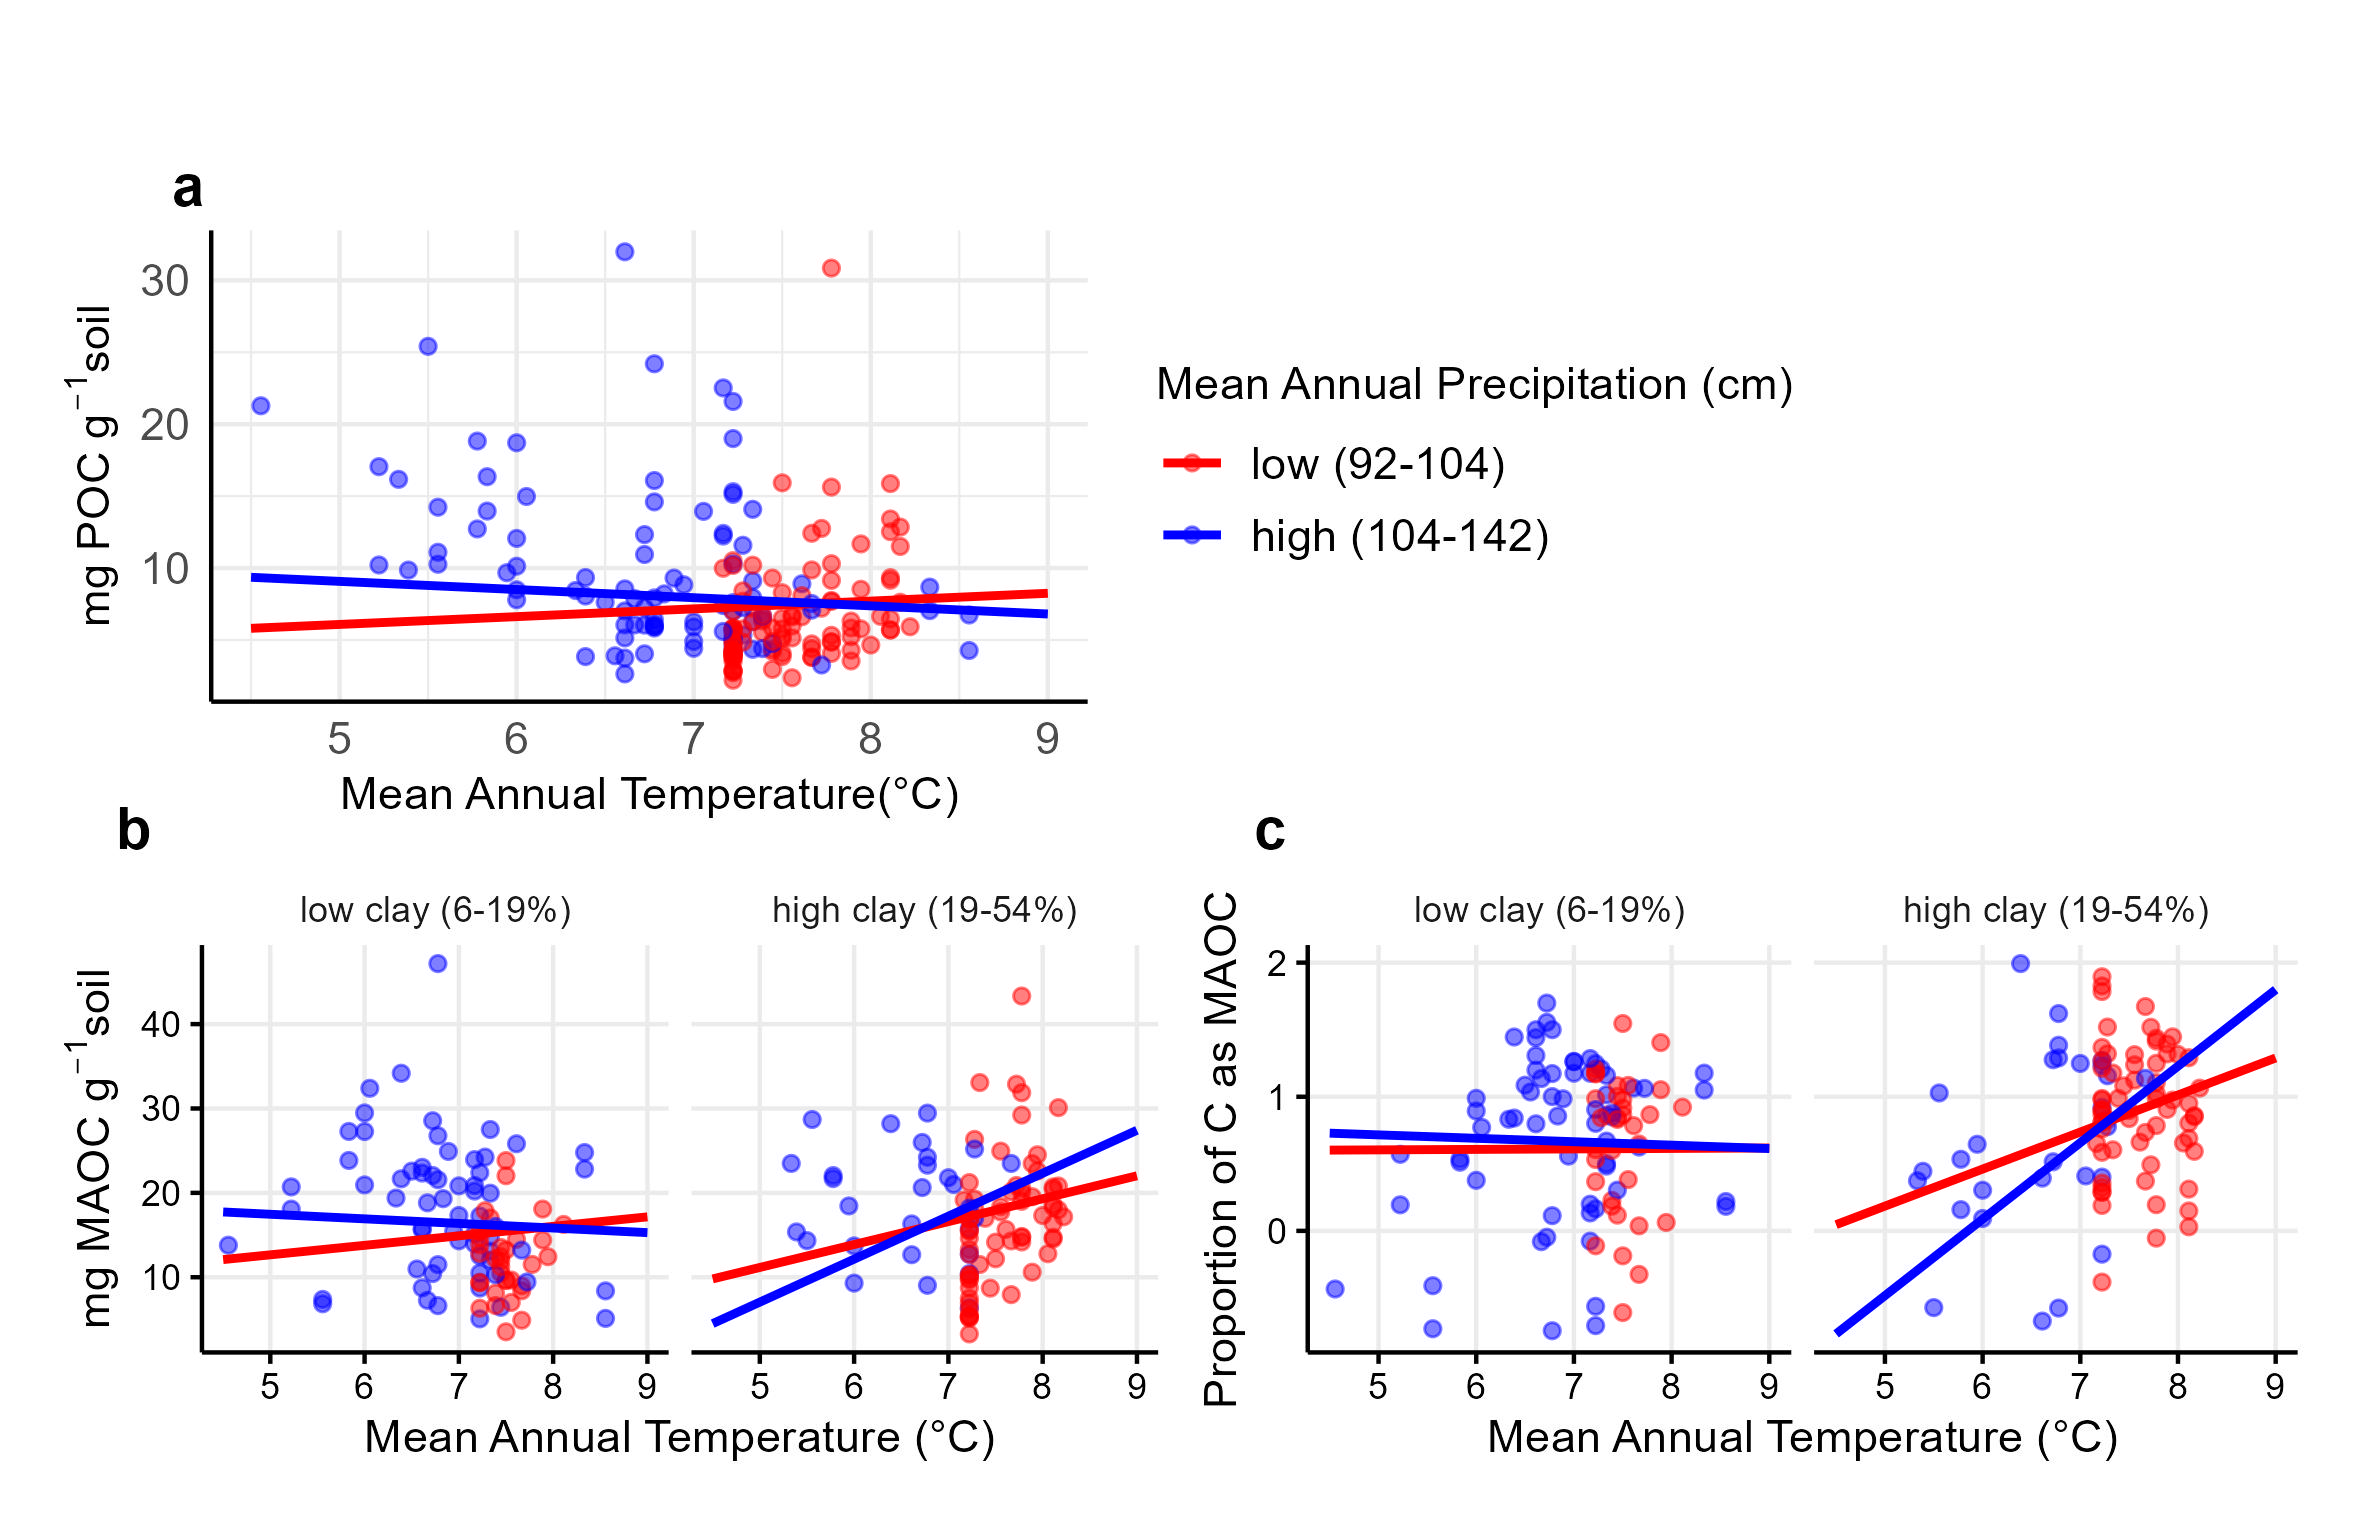 a
mg POC g⁻¹soil
30
20
10
5 6 7 8 9
Mean Annual Temperature(°C)
Mean Annual Precipitation (cm)
low (92-104)
high (104-142)
b
low clay (6-19%)
high clay (19-54%)
mg MAOC g⁻¹soil
40
30
20
10
5 6 7 8 9
5 6 7 8 9
Mean Annual Temperature (°C)
c
low clay (6-19%)
high clay (19-54%)
Proportion of C as MAOC
2
1
0
5 6 7 8 9
5 6 7 8 9
Mean Annual Temperature (°C)